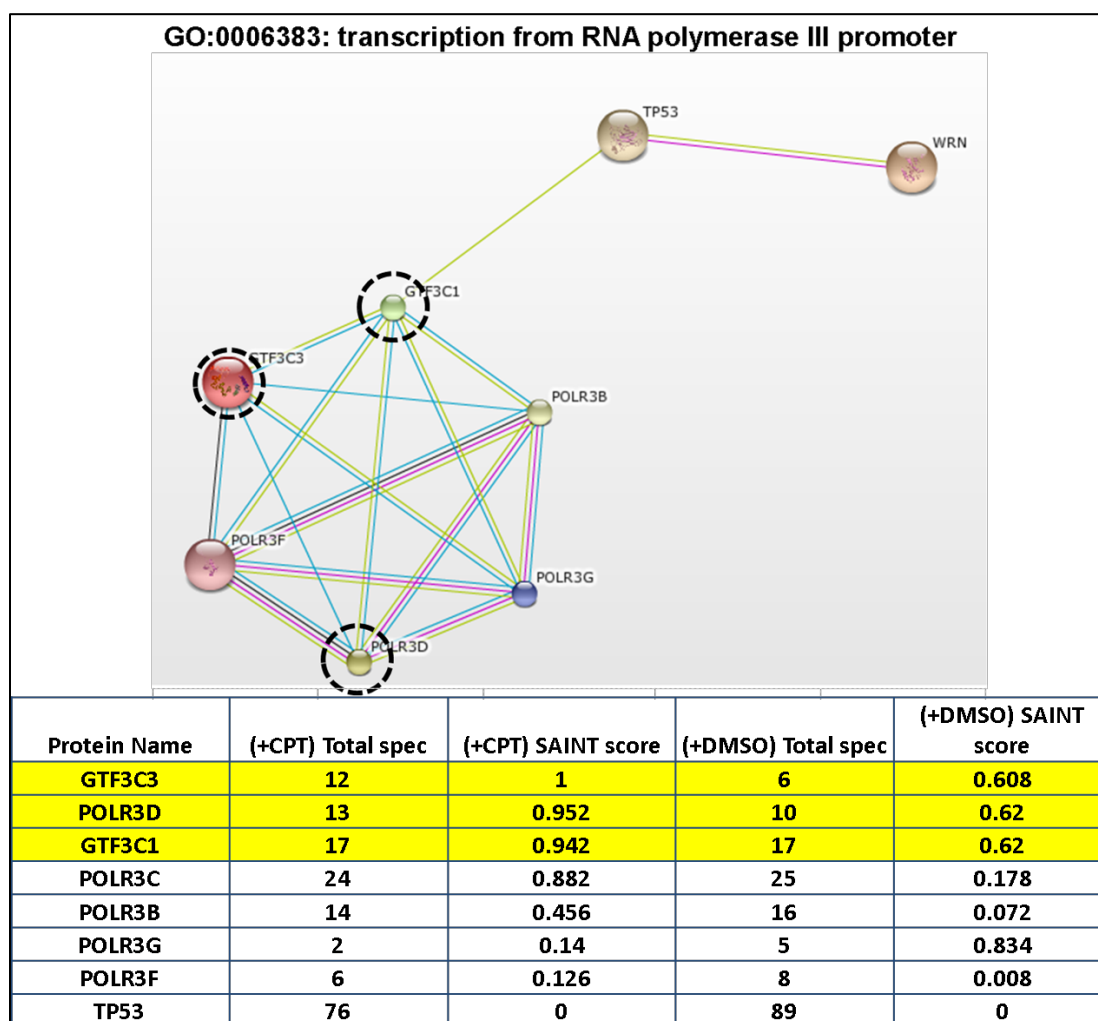 GO:0006383: transcription from RNA polymerase III promoter
TP53
WRN
GTF3C1
GTF3C3
POLR3B
POLR3F
POLR3G
POLR3D
Protein Name (+CPT) Total spec (+CPT) SAINT score (+DMSO) Total spec (+DMSO) SAINT score
GTF3C3 12 1 6 0.608
POLR3D 13 0.952 10 0.62
GTF3C1 17 0.942 17 0.62
POLR3C 24 0.882 25 0.178
POLR3B 14 0.456 16 0.072
POLR3G 2 0.14 5 0.834
POLR3F 6 0.126 8 0.008
TP53 76 0 89 0